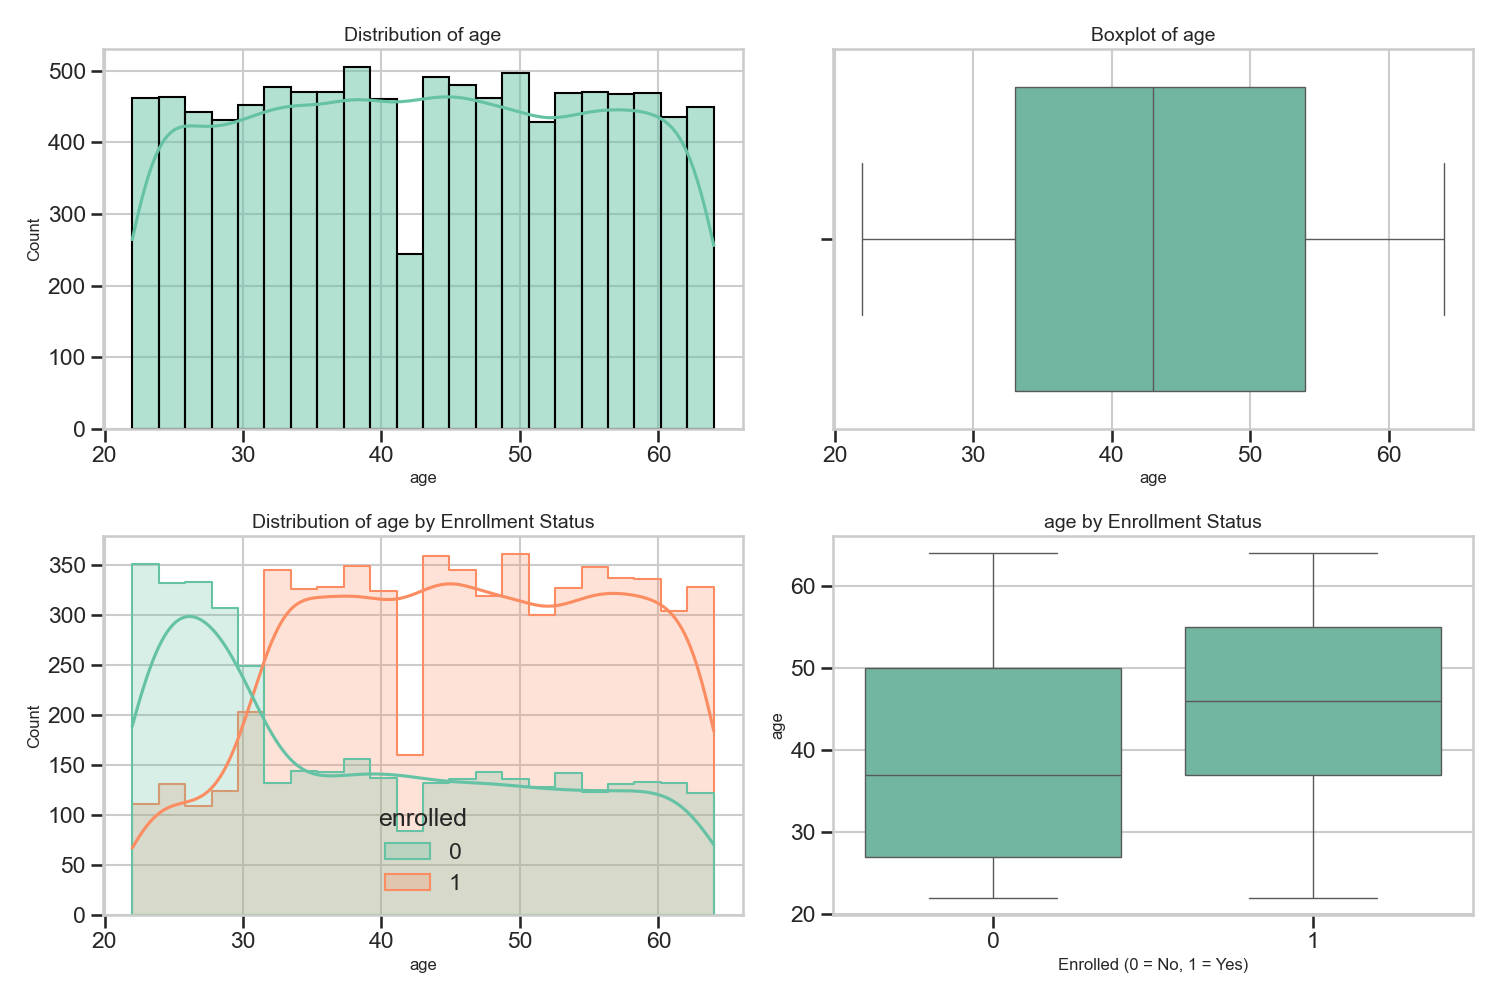 Distribution of age
500
400
300
200
100
0
Count
20 30 40 50 60
age
Boxplot of age
20 30 40 50 60
age
Distribution of age by Enrollment Status
350
300
250
200
150
100
50
0
Count
enrolled
0
1
20 30 40 50 60
age
age by Enrollment Status
60
50
40
30
20
age
0 1
Enrolled (0 = No, 1 = Yes)